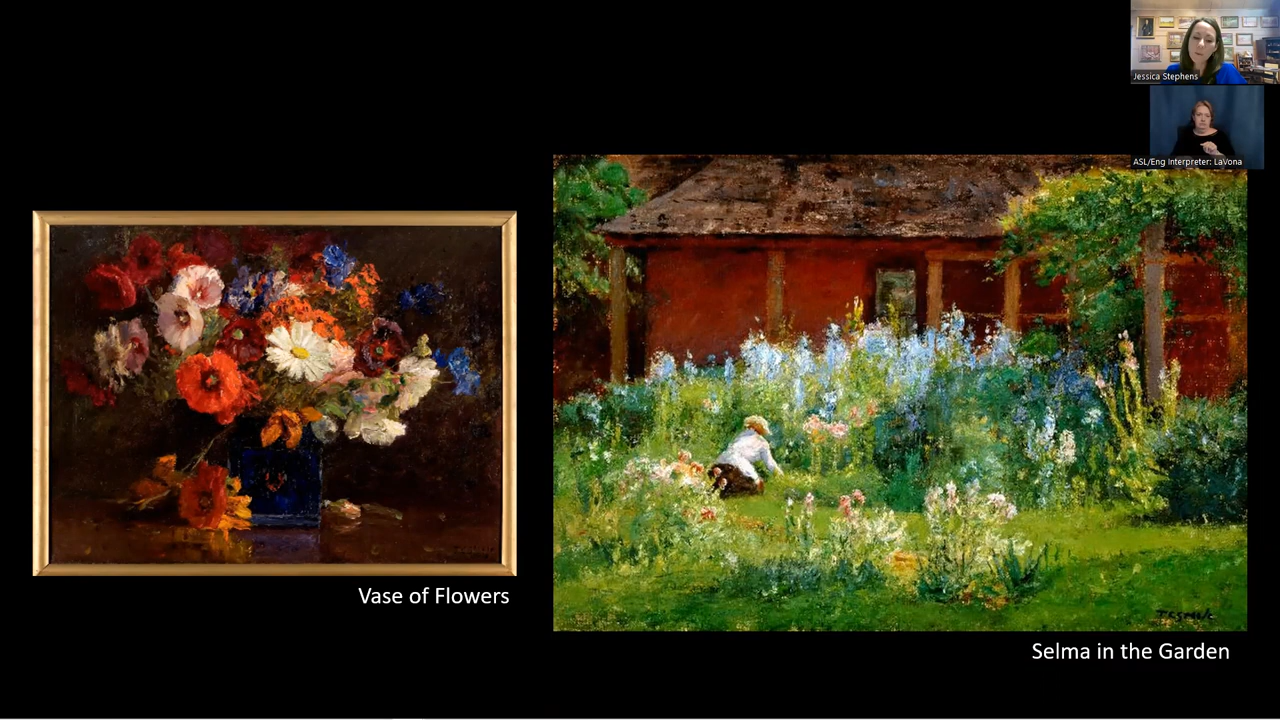 Jessica Stephens
ASL/Eng Interpreter: LaVona
Vase of Flowers
Selma in the Garden